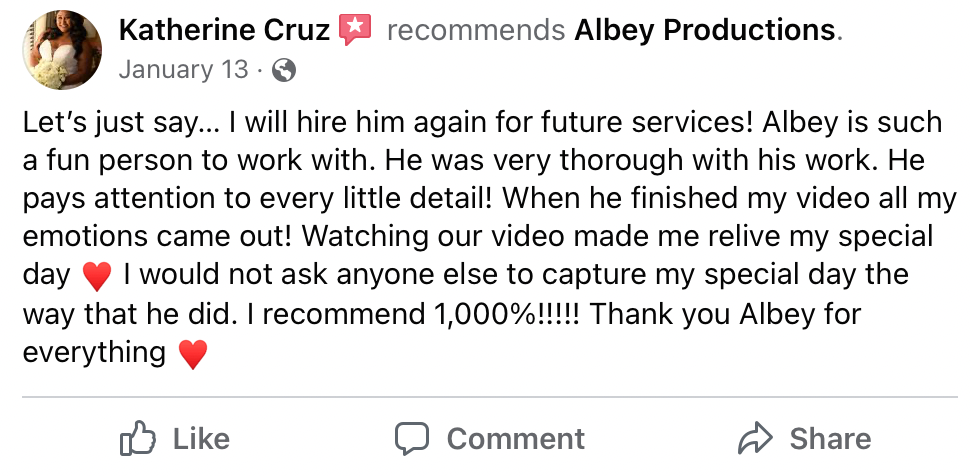 Katherine Cruz recommends Albey Productions.
January 13 ·
Let’s just say... I will hire him again for future services! Albey is such
a fun person to work with. He was very thorough with his work. He
pays attention to every little detail! When he finished my video all my
emotions came out! Watching our video made me relive my special
day ♥️ I would not ask anyone else to capture my special day the
way that he did. I recommend 1,000%!!!!! Thank you Albey for
everything ♥️
Like Comment Share